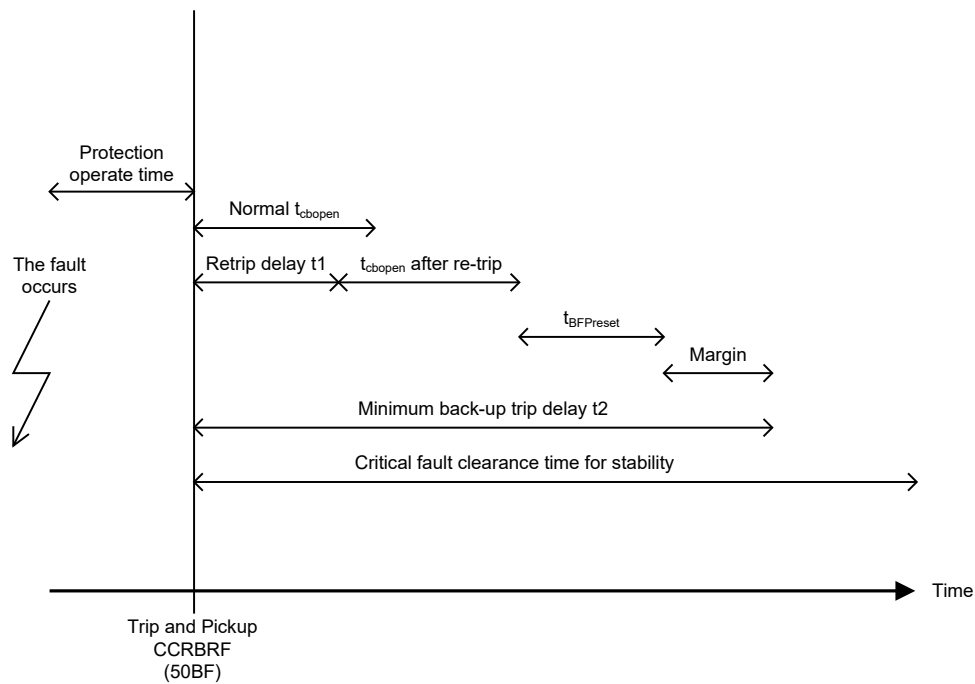 Protection
operate time
Normal tcbopen
The fault
occurs
Retrip delay t1
tcbopen after re-trip
tBFPreset
Margin
Minimum back-up trip delay t2
Critical fault clearance time for stability
Time
Trip and Pickup
CCRBRF
(50BF)